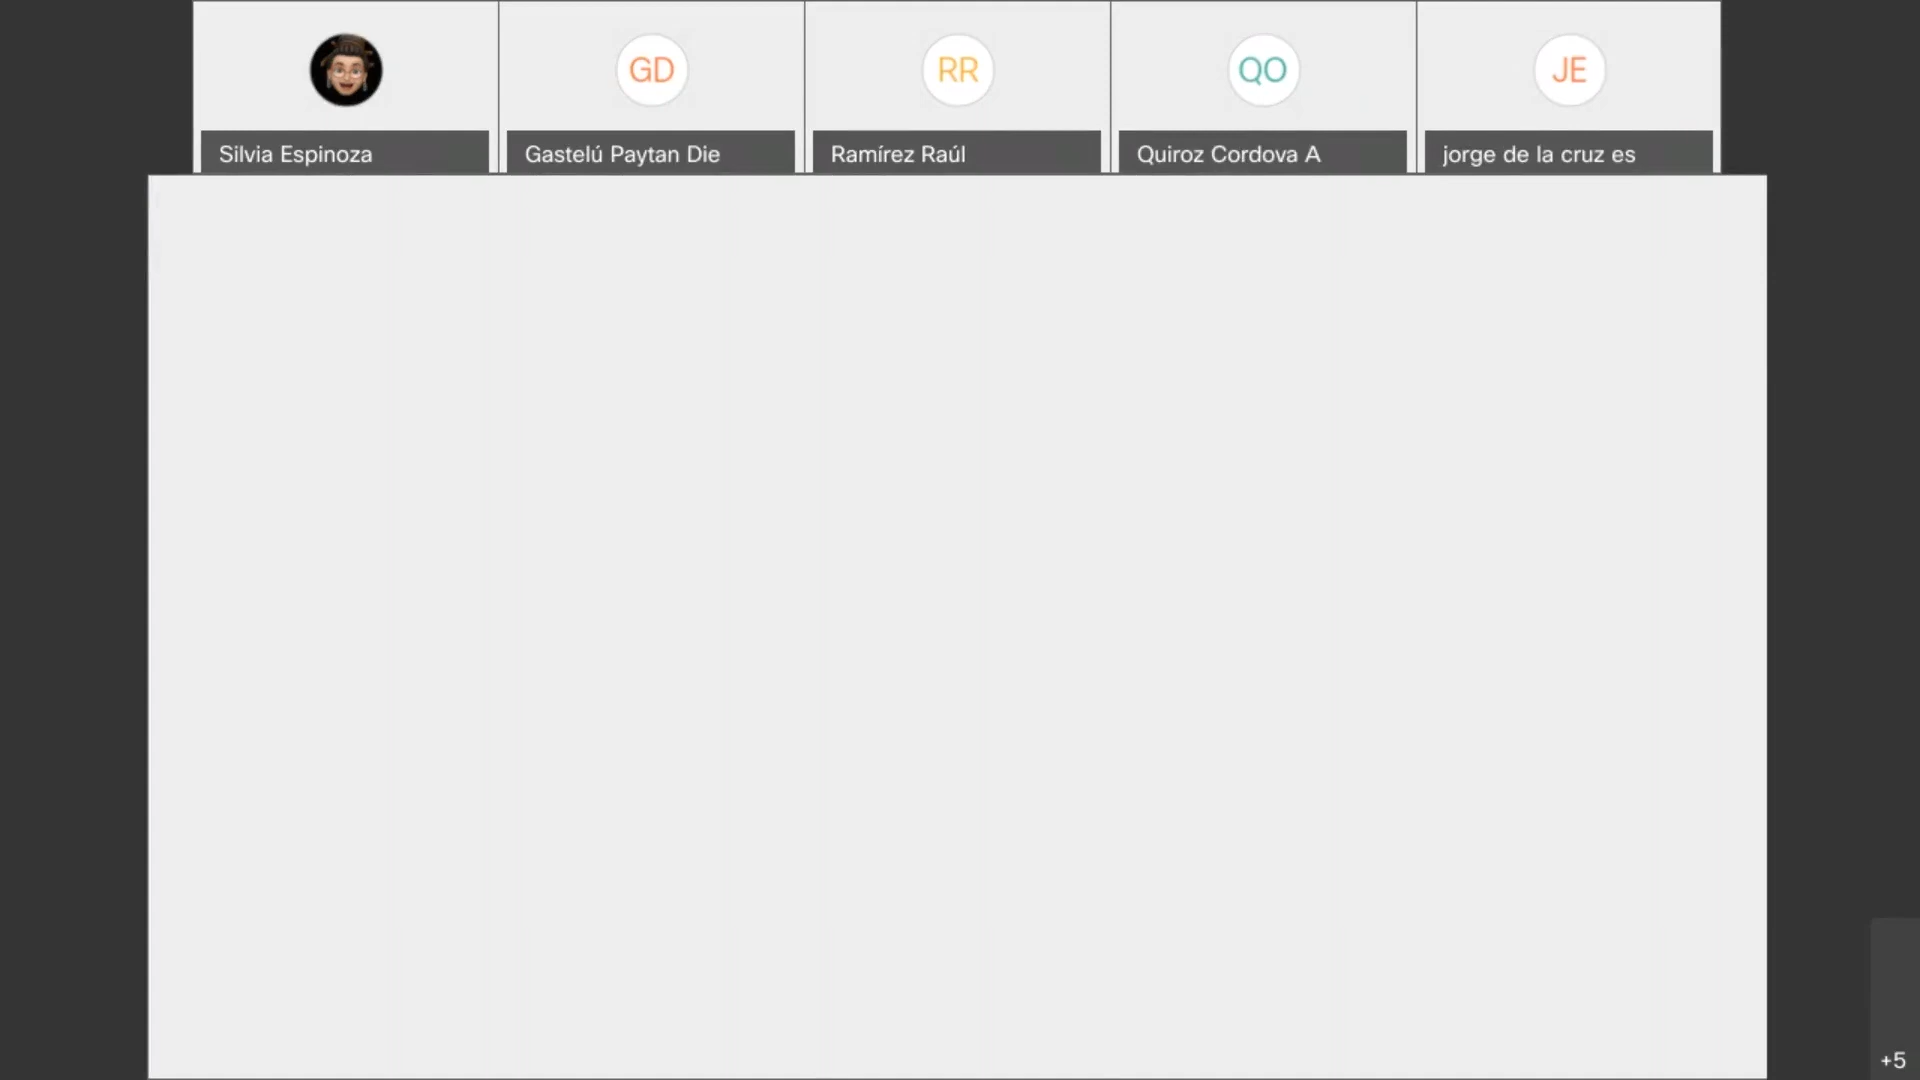 GD
RR
QO
JE
Silvia Espinoza
Gastelú Paytan Die
Ramírez Raúl
Quiroz Cordova A
jorge de la cruz es
+5